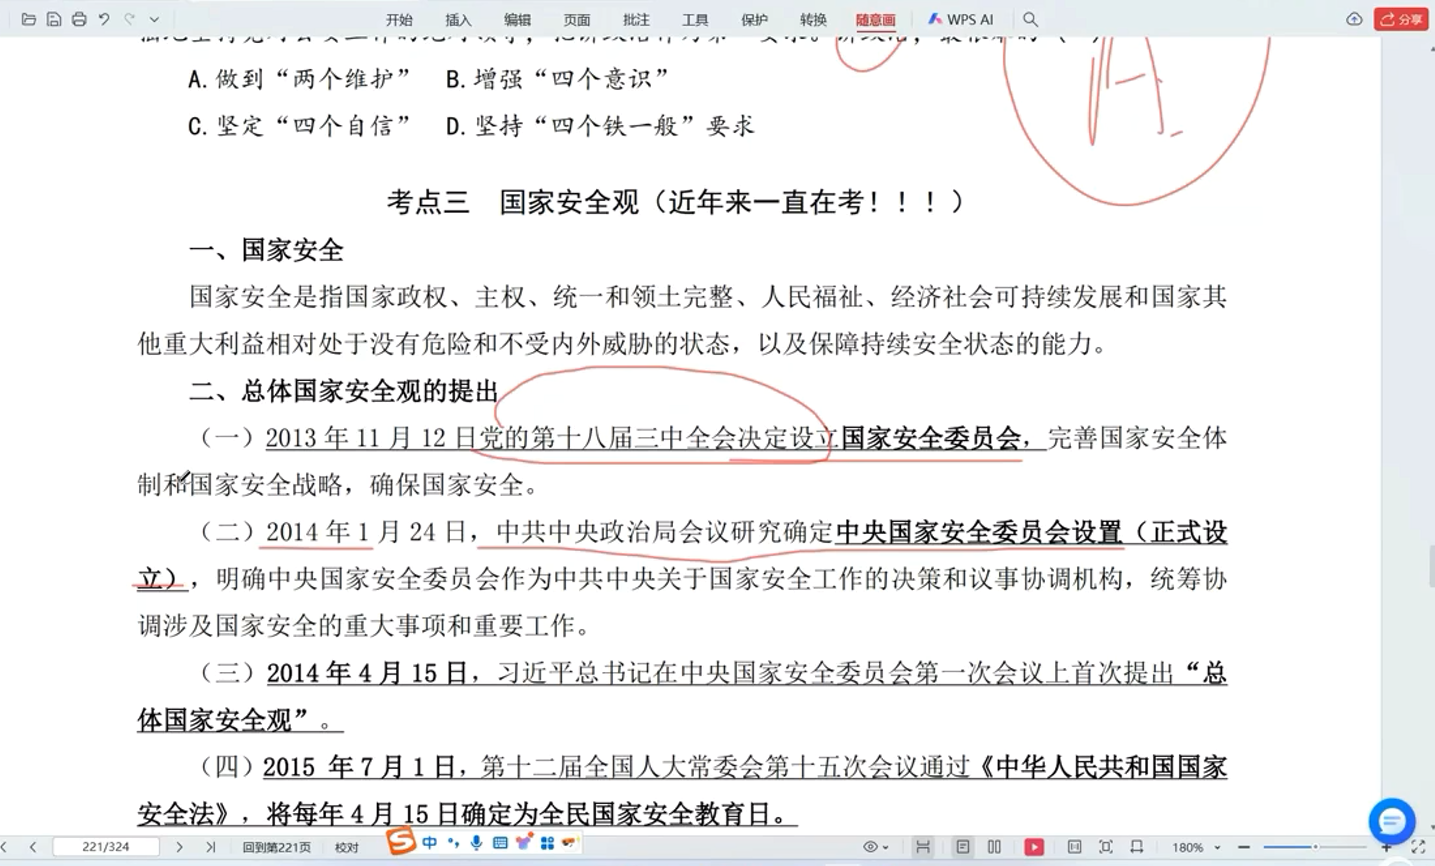 开始 插入 编辑 页面 批注 工具 保护 转换 随意画 WPS AI 分享
A. 做到“两个维护” B. 增强“四个意识”
C. 坚定“四个自信” D. 坚持“四个铁一般”要求
A.
考点三 国家安全观（近年来一直在考！！！）
一、国家安全
国家安全是指国家政权、主权、统一和领土完整、人民福祉、经济社会可持续发展和国家其
他重大利益相对处于没有危险和不受内外威胁的状态，以及保障持续安全状态的能力。
二、总体国家安全观的提出
（一）2013 年 11 月 12 日党的第十八届三中全会决定设立国家安全委员会，完善国家安全体
制和国家安全战略，确保国家安全。
（二）2014 年 1 月 24 日，中共中央政治局会议研究确定中央国家安全委员会设置（正式设
立），明确中央国家安全委员会作为中共中央关于国家安全工作的决策和议事协调机构，统筹协
调涉及国家安全的重大事项和重要工作。
（三）2014 年 4 月 15 日，习近平总书记在中央国家安全委员会第一次会议上首次提出“总
体国家安全观”。
（四）2015 年 7 月 1 日，第十二届全国人大常委会第十五次会议通过《中华人民共和国国家
安全法》，将每年 4 月 15 日确定为全民国家安全教育日。
221/324 回到第221页 校对 中 180%